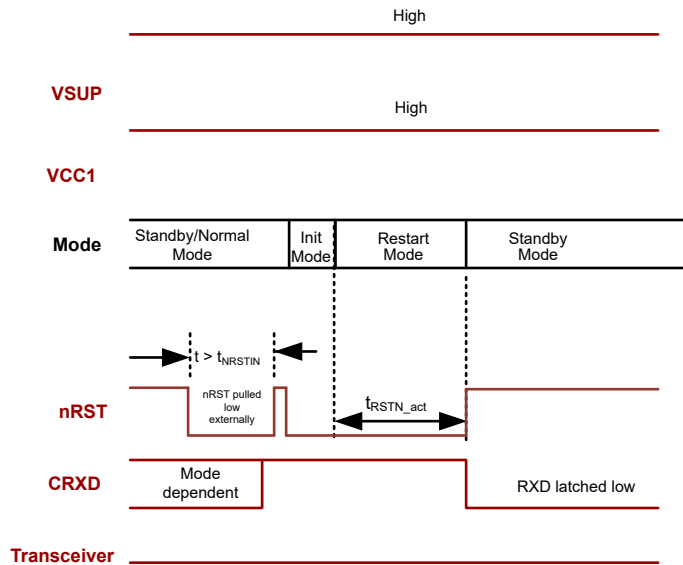 High
VSUP
High
VCC1
Mode
Standby/Normal
Mode
Init
Mode
Restart
Mode
Standby
Mode
t > tNRSTIN
nRST
nRST pulled
low
externally
tRSTN_act
CRXD
Mode
dependent
RXD latched low
Transceiver